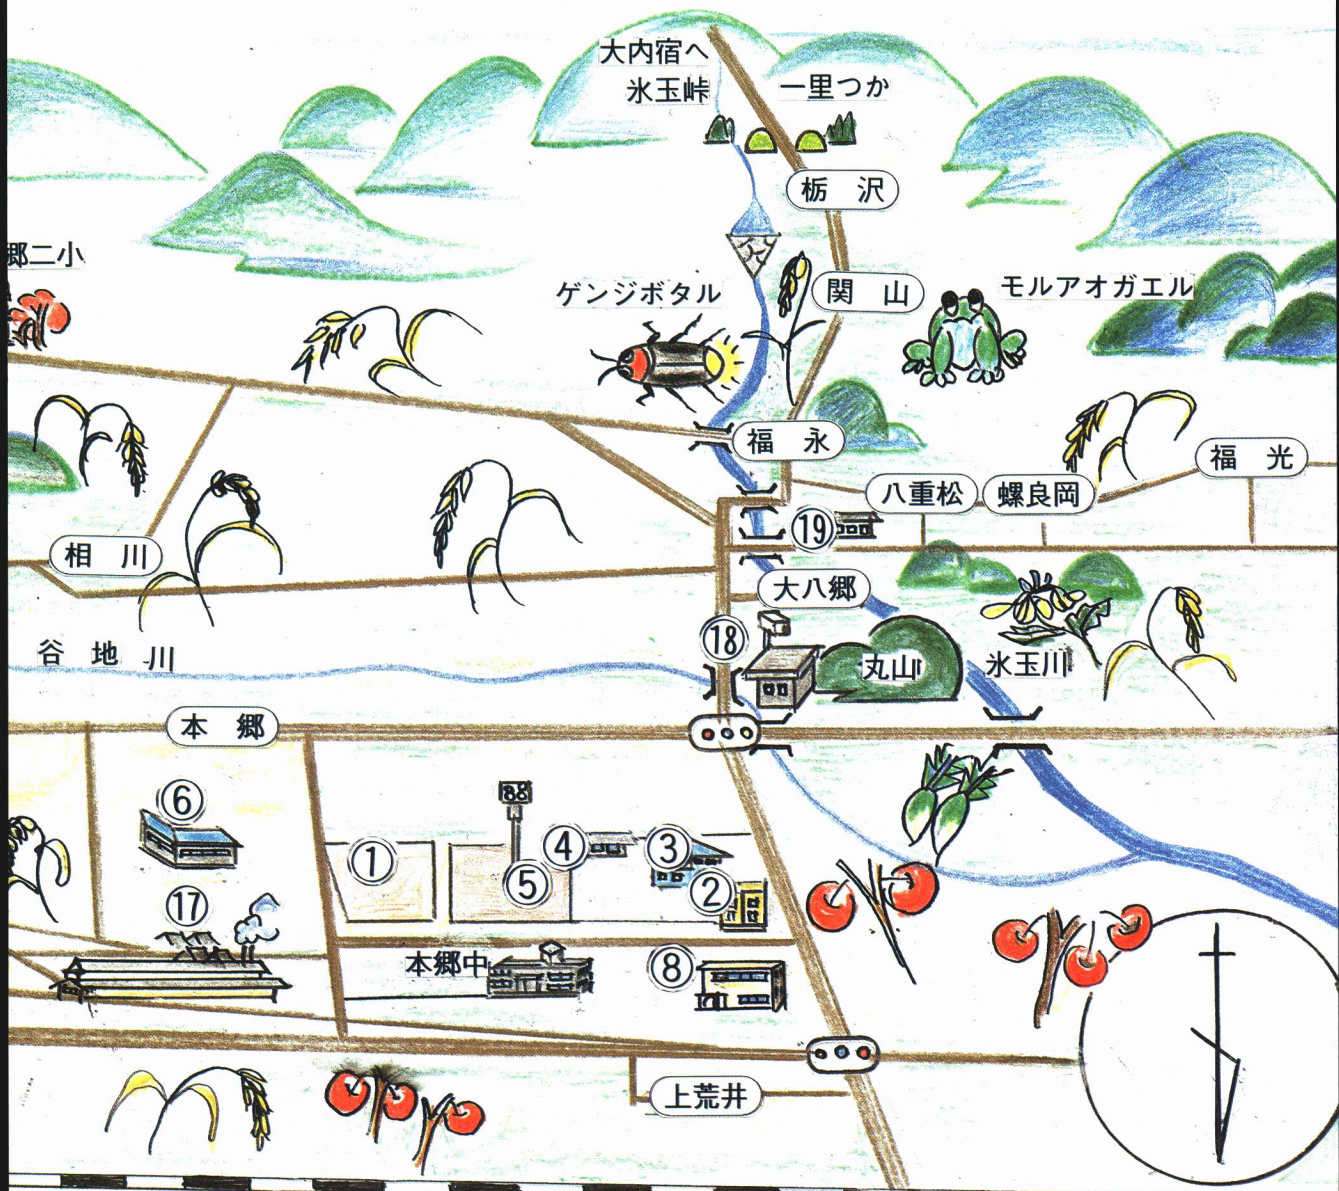 大内宿へ
氷玉峠
一里つか
栃沢
郷二小
ゲンジボタル
関山
モルアオガエル
福永
福光
八重松
螺良岡
⑲
相川
大八郷
⑱
谷地川
丸山
氷玉川
本郷
⑥
①
④
③
⑤
②
⑰
本郷中
⑧
上荒井